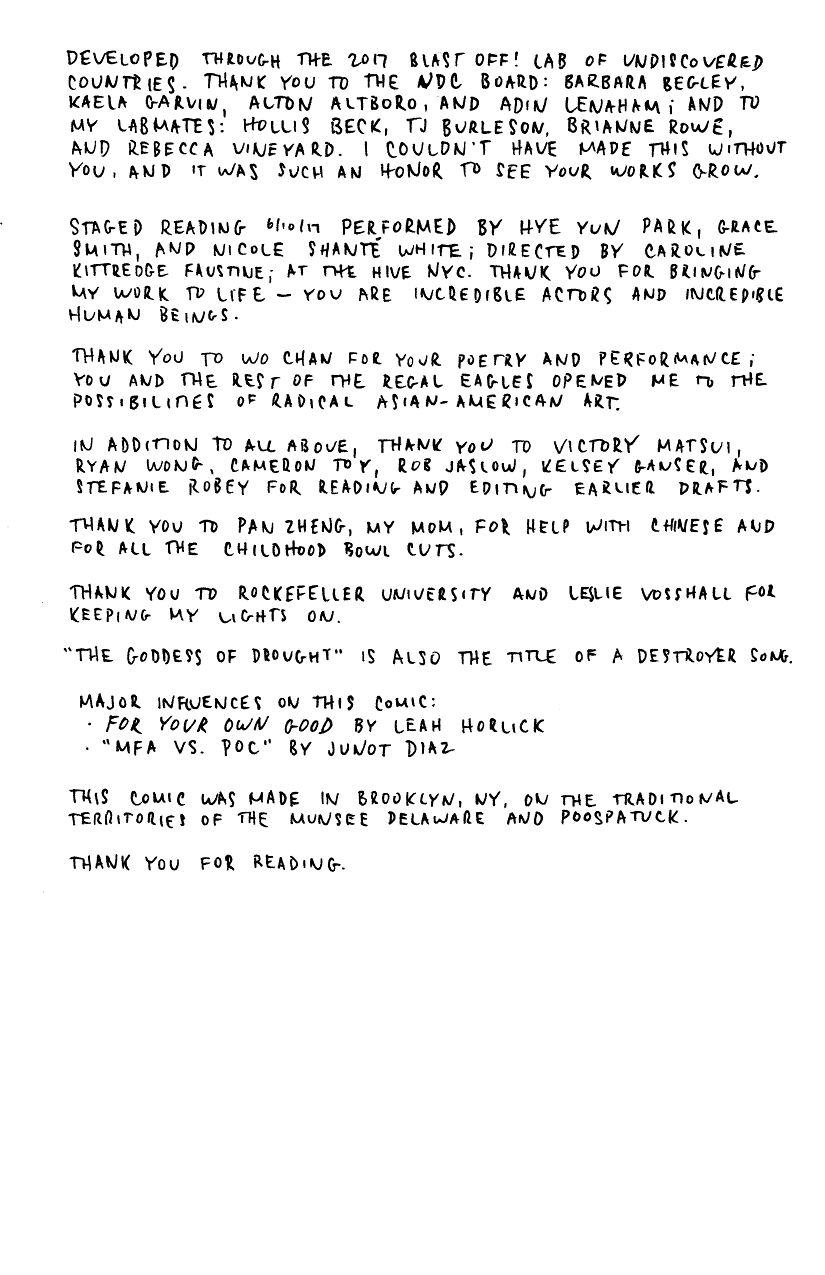 DEVELOPED THROUGH THE 2017 BLAST OFF! LAB OF UNDISCOVERED
COUNTRIES. THANK YOU TO THE NDC BOARD: BARBARA BEGLEY,
KAELA GARVIN, ALTON ALTBORO, AND ADIN LENAHAM; AND TO
MY LABMATES: HOLLIS BECK, TJ BURLESON, BRIANNE ROWE,
AND REBECCA VINEYARD. I COULDN'T HAVE MADE THIS WITHOUT
YOU, AND IT WAS SUCH AN HONOR TO SEE YOUR WORKS GROW.
STAGED READING 6/10/17 PERFORMED BY HYE YUN PARK, GRACE
SMITH, AND NICOLE SHANTÉ WHITE; DIRECTED BY CAROLINE
KITTREDGE FAUSTINE; AT THE HIVE NYC. THANK YOU FOR BRINGING
MY WORK TO LIFE – YOU ARE INCREDIBLE ACTORS AND INCREDIBLE
HUMAN BEINGS.
THANK YOU TO WO CHAN FOR YOUR POETRY AND PERFORMANCE;
YOU AND THE REST OF THE REGAL EAGLES OPENED ME TO THE
POSSIBILITIES OF RADICAL ASIAN-AMERICAN ART.
IN ADDITION TO ALL ABOVE, THANK YOU TO VICTORY MATSUI,
RYAN WONG, CAMERON TOY, ROB JASLOW, KELSEY GANSER, AND
STEFANIE ROBEY FOR READING AND EDITING EARLIER DRAFTS.
THANK YOU TO PAN ZHENG, MY MOM, FOR HELP WITH CHINESE AND
FOR ALL THE CHILDHOOD BOWL CUTS.
THANK YOU TO ROCKEFELLER UNIVERSITY AND LESLIE VOSSHALL FOR
KEEPING MY LIGHTS ON.
"THE GODDESS OF DROUGHT" IS ALSO THE TITLE OF A DESTROYER SONG.
MAJOR INFLUENCES ON THIS COMIC:
· FOR YOUR OWN GOOD BY LEAH HORLICK
· "MFA VS. POC" BY JUNOT DIAZ
THIS COMIC WAS MADE IN BROOKLYN, NY, ON THE TRADITIONAL
TERRITORIES OF THE MUNSEE DELAWARE AND POOSPATUCK.
THANK YOU FOR READING.